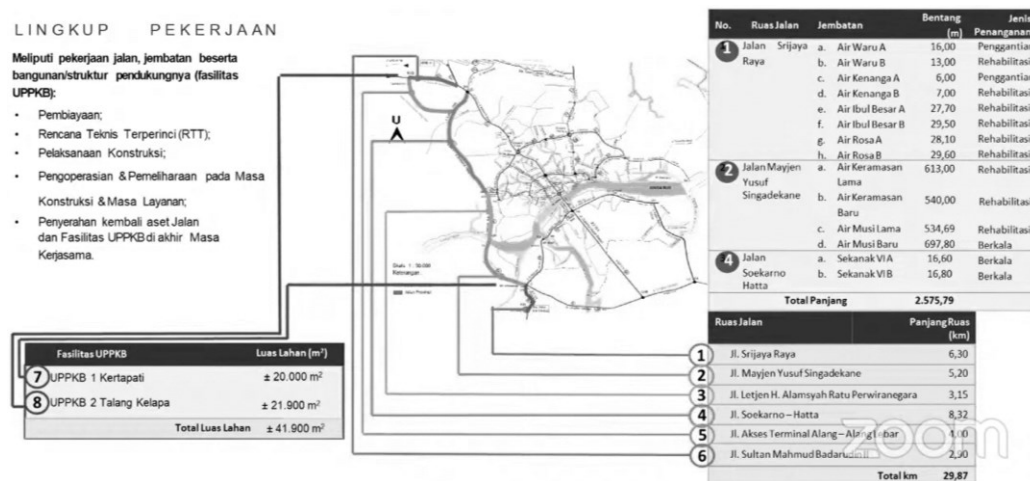 LINGKUP PEKERJAAN
Meliputi pekerjaan jalan, jembatan beserta
bangunan/struktur pendukungnya (fasilitas
UPPKB):
• Pembiayaan;
• Rencana Teknis Terperinci (RTT);
• Pelaksanaan Konstruksi;
• Pengoperasian & Pemeliharaan pada Masa
Konstruksi & Masa Layanan;
• Penyerahan kembali aset Jalan
dan Fasilitas UPPKB di akhir Masa
Kerjasama.
U
No. Ruas Jalan Jembatan Bentang (m) Jenis Penanganan
1 Jalan Srijaya Raya a. Air Waru A 16,00 Penggantian
b. Air Waru B 13,00 Rehabilitasi
c. Air Kenanga A 6,00 Penggantian
d. Air Kenanga B 7,00 Rehabilitasi
e. Air Ibul Besar A 27,70 Rehabilitasi
f. Air Ibul Besar B 29,50 Rehabilitasi
g. Air Rosa A 28,10 Rehabilitasi
h. Air Rosa B 29,60 Rehabilitasi
2 Jalan Mayjen Yusuf Singadekane a. Air Keramasan Lama 613,00 Rehabilitasi
b. Air Keramasan Baru 540,00 Rehabilitasi
c. Air Musi Lama 534,69 Rehabilitasi
d. Air Musi Baru 697,80 Berkala
4 Jalan Soekarno Hatta a. Sekanak VI A 16,60 Berkala
b. Sekanak VI B 16,80 Berkala
Total Panjang 2.575,79
Fasilitas UPPKB Luas Lahan (m²)
7 UPPKB 1 Kertapati ± 20.000 m²
8 UPPKB 2 Talang Kelapa ± 21.900 m²
Total Luas Lahan ± 41.900 m²
Ruas Jalan Panjang Ruas (km)
1 Jl. Srijaya Raya 6,30
2 Jl. Mayjen Yusuf Singadekane 5,20
3 Jl. Letjen H. Alamsyah Ratu Perwiranegara 3,15
4 Jl. Soekarno – Hatta 8,32
5 Jl. Akses Terminal Alang – Alang Lebar 4,00
6 Jl. Sultan Mahmud Badarudin II 2,90
Total km 29,87
zoom